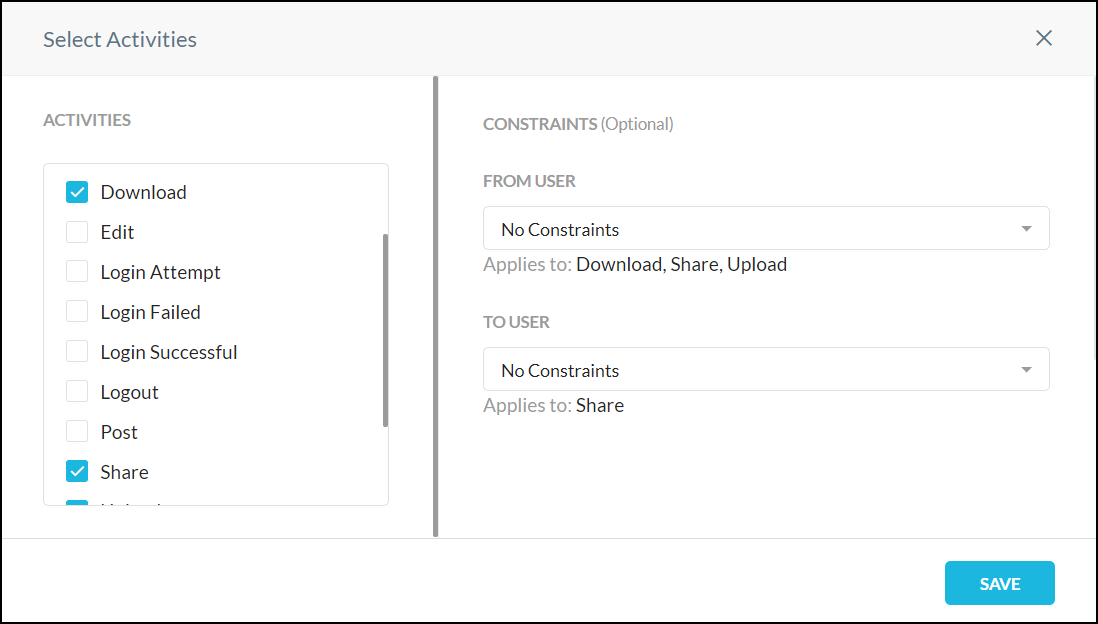 Select Activities
ACTIVITIES
Download
Edit
Login Attempt
Login Failed
Login Successful
Logout
Post
Share
CONSTRAINTS (Optional)
FROM USER
No Constraints
Applies to: Download, Share, Upload
TO USER
No Constraints
Applies to: Share
SAVE